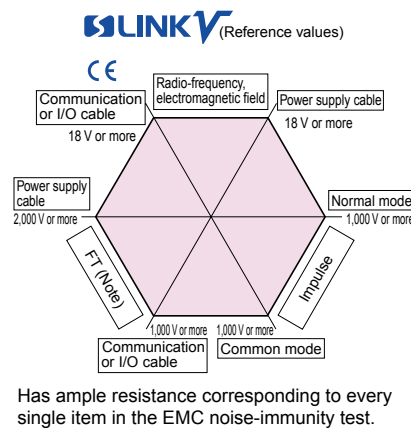 S LINK V (Reference values)
CE
Radio-frequency,
electromagnetic field
Communication
or I/O cable
18 V or more
Power supply cable
18 V or more
Power supply
cable
2,000 V or more
Normal mode
1,000 V or more
FT (Note)
Impulse
1,000 V or more
1,000 V or more
Communication
or I/O cable
Common mode
Has ample resistance corresponding to every
single item in the EMC noise-immunity test.